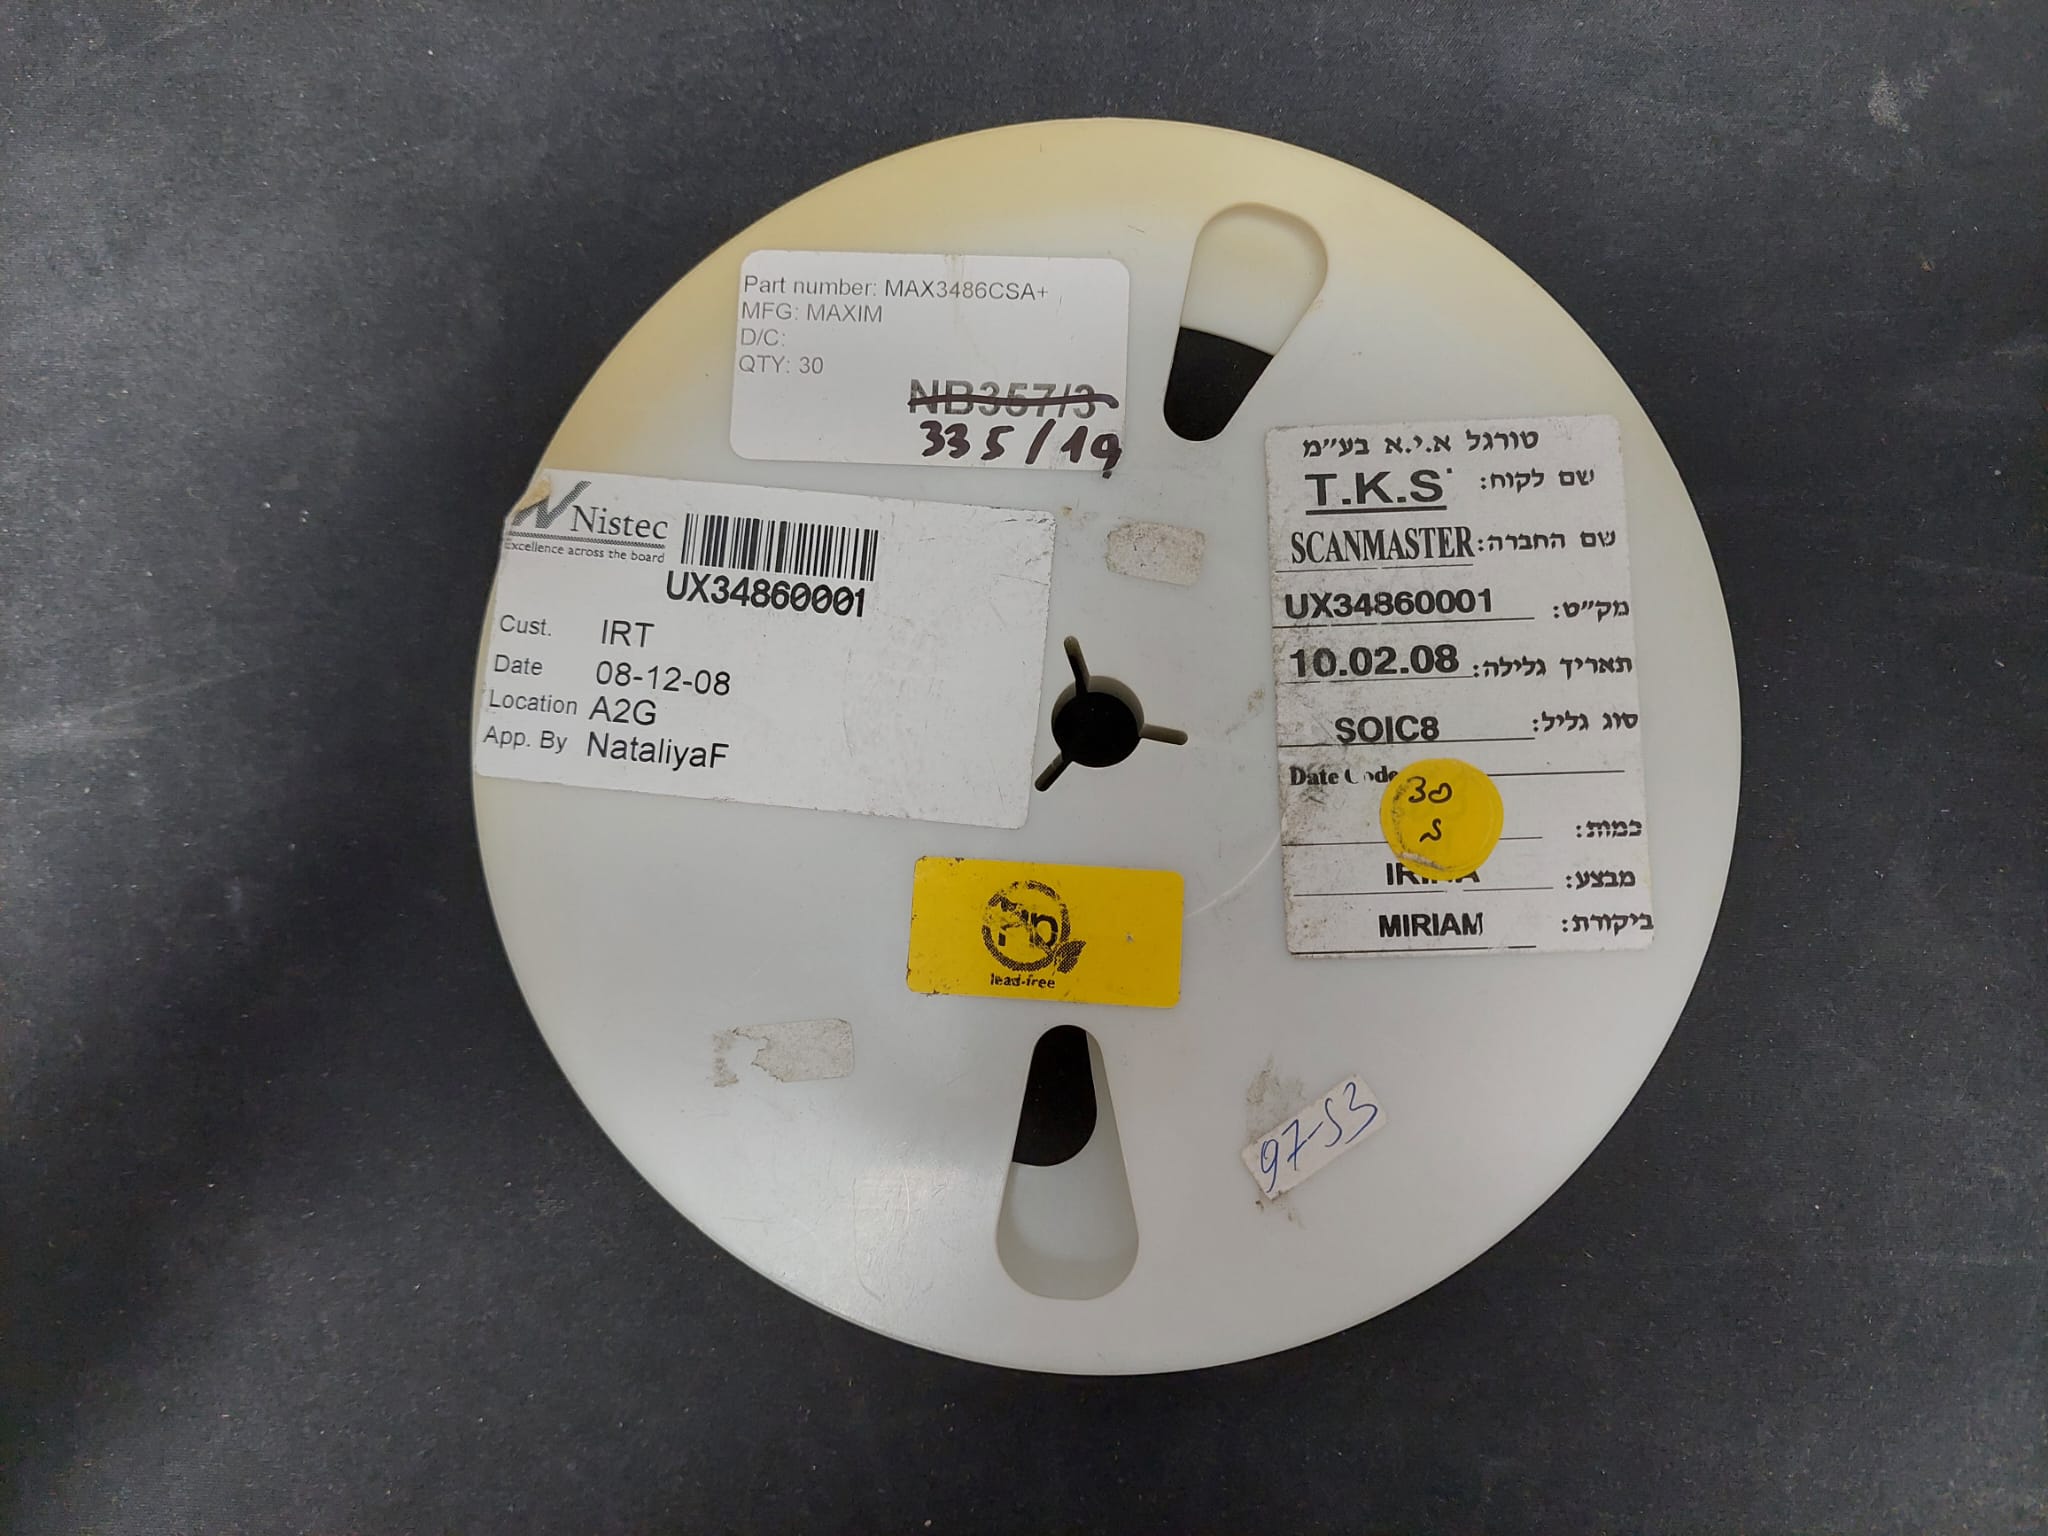 Part number: MAX3486CSA+
MFG: MAXIM
D/C:
QTY: 30
NB357/3
335/19
Nistec
Excellence across the board
UX34860001
Cust. IRT
Date 08-12-08
Location A2G
App. By NataliyaF
טורגל א.י.א בע״מ
שם לקוח: T.K.S
שם החברה: SCANMASTER
מק״ט: UX34860001
תאריך גלילה: 10.02.08
סוג גליל: SOIC8
Date Code
30
כמות:
מבצע: IRINA
ביקורת: MIRIAM
Pb
lead-free
97-53